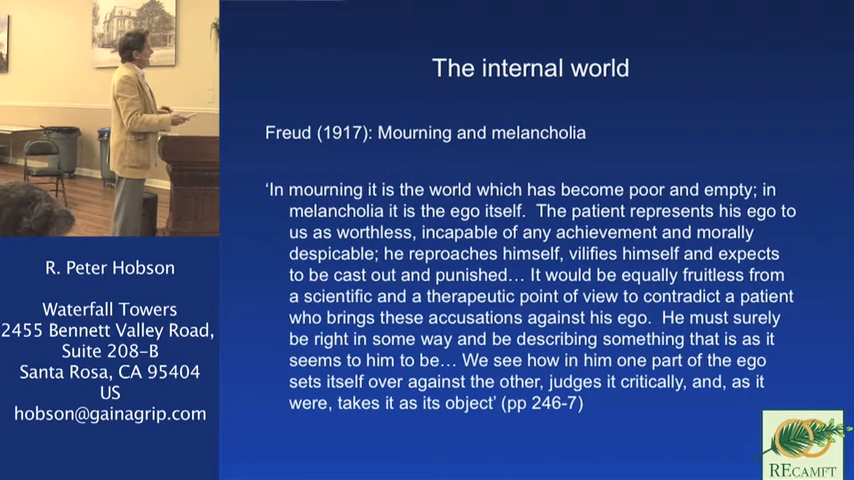 The internal world
Freud (1917): Mourning and melancholia
‘In mourning it is the world which has become poor and empty; in
melancholia it is the ego itself.  The patient represents his ego to
us as worthless, incapable of any achievement and morally
despicable; he reproaches himself, vilifies himself and expects
to be cast out and punished… It would be equally fruitless from
a scientific and a therapeutic point of view to contradict a patient
who brings these accusations against his ego.  He must surely
be right in some way and be describing something that is as it
seems to him to be… We see how in him one part of the ego
sets itself over against the other, judges it critically, and, as it
were, takes it as its object’ (pp 246-7)
R. Peter Hobson
Waterfall Towers
2455 Bennett Valley Road,
Suite 208-B
Santa Rosa, CA 95404
US
hobson@gainagrip.com
RECAMFT